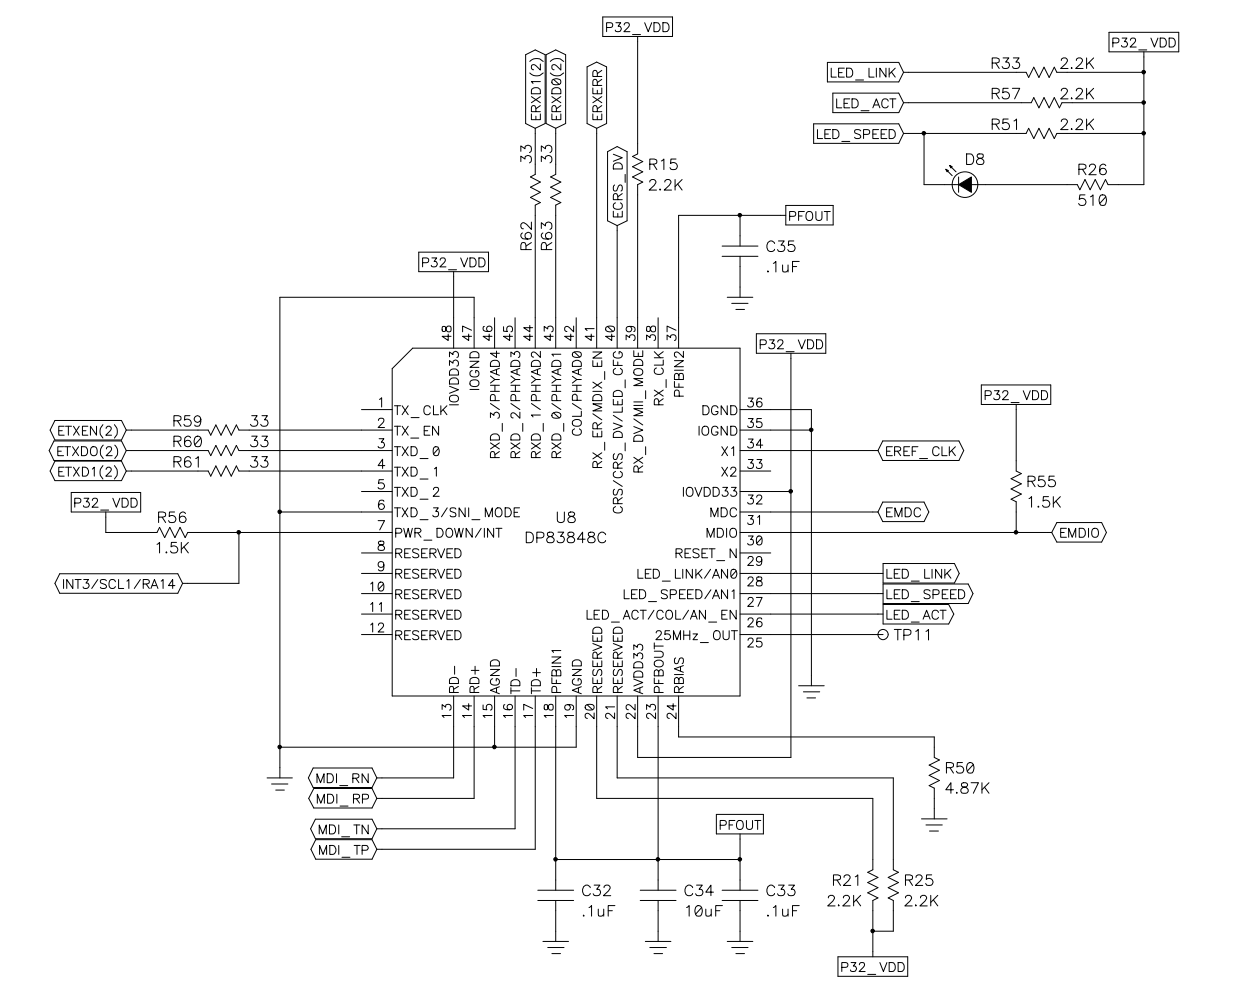 P32_VDD
P32_VDD
LED_LINK
R33
2.2K
LED_ACT
R57
2.2K
LED_SPEED
R51
2.2K
D8
R26
510
ERXD1(2)
ERXD0(2)
ERXERR
ECRS_DV
33
33
R62
R63
R15
2.2K
PFOUT
C35
.1uF
P32_VDD
P32_VDD
48
47
46
45
44
43
42
41
40
39
38
37
IOVDD33
IOGND
RXD_3/PHYAD4
RXD_2/PHYAD3
RXD_1/PHYAD2
RXD_0/PHYAD1
COL/PHYAD0
RX_ER/MDIX_EN
CRS/CRS_DV/LED_CFG
RX_DV/MII_MODE
RX_CLK
PFBIN2
1
TX_CLK
ETXEN(2)
R59
33
2
TX_EN
ETXD0(2)
R60
33
3
TXD_0
ETXD1(2)
R61
33
4
TXD_1
5
TXD_2
6
TXD_3/SNI_MODE
P32_VDD
R56
1.5K
7
PWR_DOWN/INT
INT3/SCL1/RA14
8
RESERVED
9
RESERVED
10
RESERVED
11
RESERVED
12
RESERVED
U8
DP83848C
DGND
36
IOGND
35
X1
34
EREF_CLK
X2
33
IOVDD33
32
MDC
31
EMDC
MDIO
30
EMDIO
RESET_N
29
LED_LINK/AN0
28
LED_LINK
LED_SPEED/AN1
27
LED_SPEED
LED_ACT/COL/AN_EN
26
LED_ACT
25MHz_OUT
25
TP11
P32_VDD
R55
1.5K
RD-
RD+
AGND
TD-
TD+
PFBIN1
AGND
RESERVED
RESERVED
AVDD33
PFBOUT
RBIAS
13
14
15
16
17
18
19
20
21
22
23
24
MDI_RN
MDI_RP
MDI_TN
MDI_TP
R50
4.87K
PFOUT
C32
.1uF
C34
10uF
C33
.1uF
R21
2.2K
R25
2.2K
P32_VDD